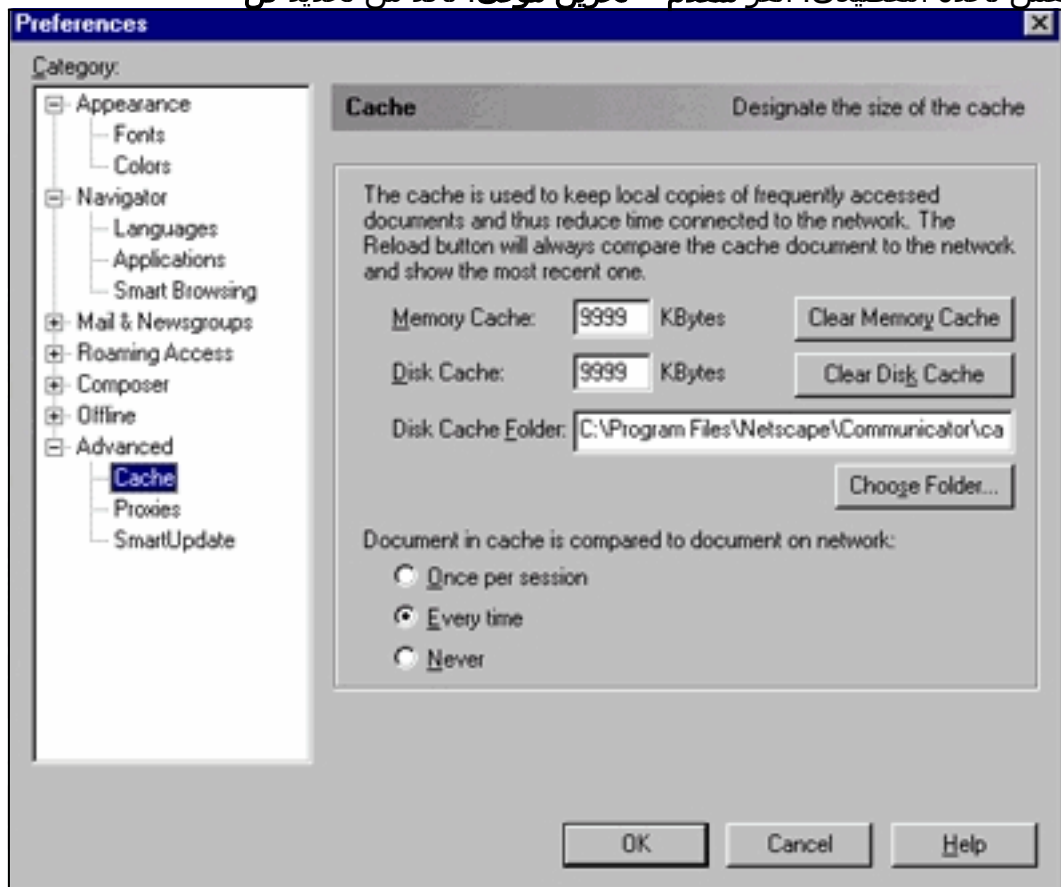 Preferences
Category:
Appearance
Fonts
Colors
Navigator
Languages
Applications
Smart Browsing
Mail & Newsgroups
Roaming Access
Composer
Offline
Advanced
Cache
Proxies
SmartUpdate
Cache Designate the size of the cache
The cache is used to keep local copies of frequently accessed
documents and thus reduce time connected to the network. The
Reload button will always compare the cache document to the network
and show the most recent one.
Memory Cache: 9999 KBytes Clear Memory Cache
Disk Cache: 9999 KBytes Clear Disk Cache
Disk Cache Folder: C:\Program Files\Netscape\Communicator\ca
Choose Folder...
Document in cache is compared to document on network:
Once per session
Every time
Never
OK Cancel Help